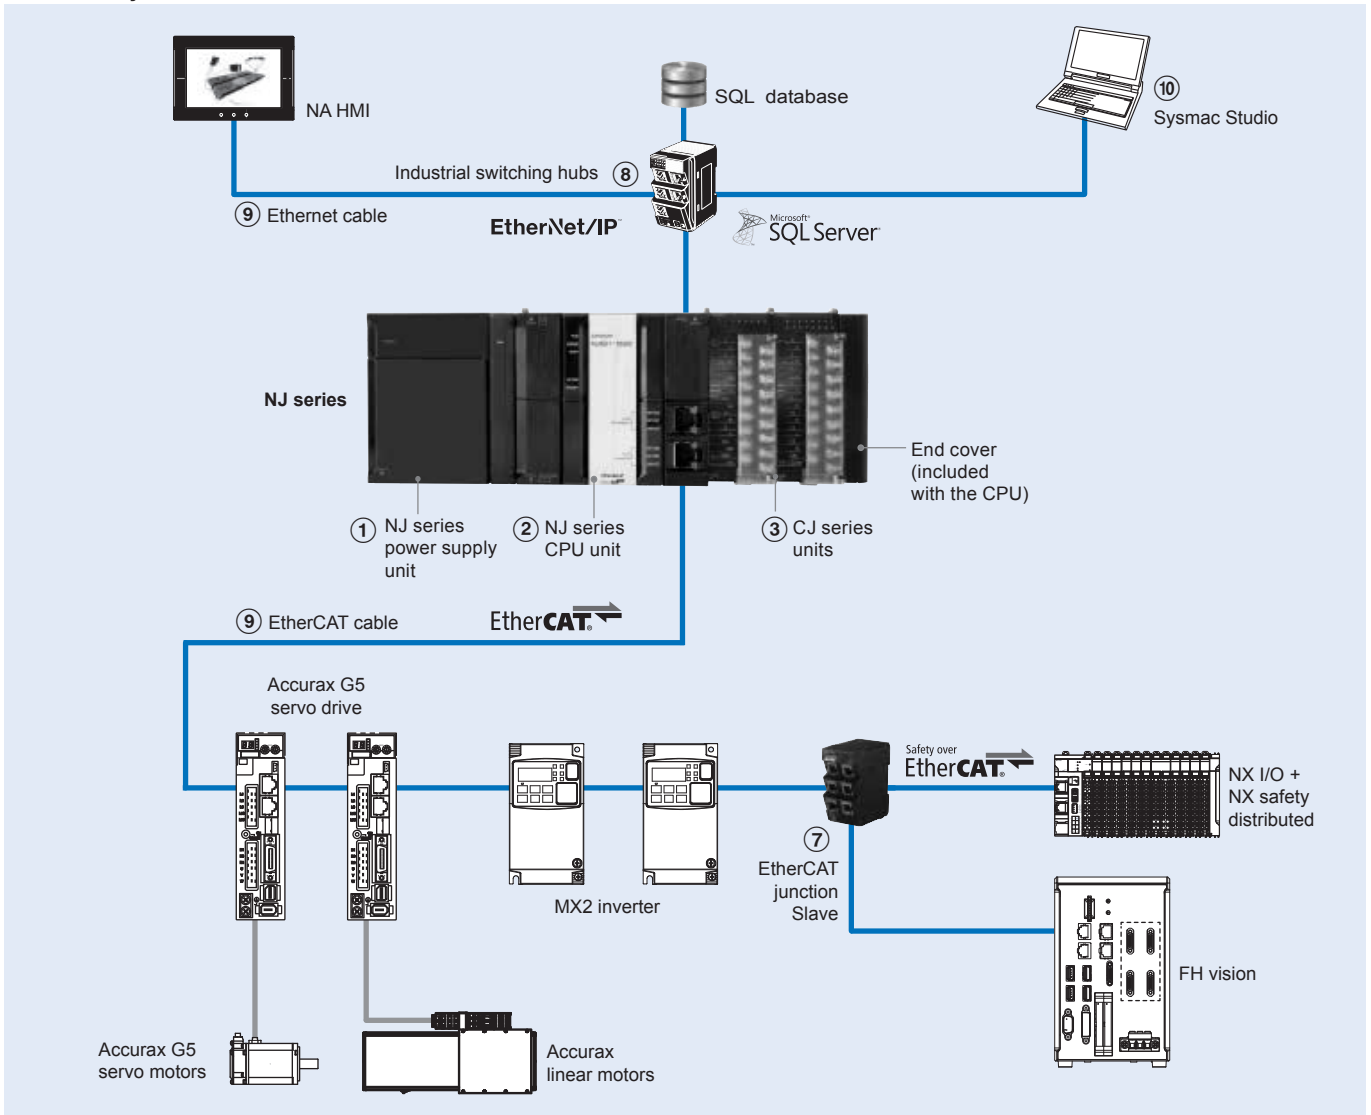 NA HMI
SQL database
10
Sysmac Studio
Industrial switching hubs 8
9 Ethernet cable
EtherNet/IP™
Microsoft®
SQL Server®
NJ series
End cover
(included
with the CPU)
1 NJ series
power supply
unit
2 NJ series
CPU unit
3 CJ series
units
9 EtherCAT cable
EtherCAT®
Accurax G5
servo drive
Safety over
EtherCAT®
NX I/O +
NX safety
distributed
7
EtherCAT
junction
Slave
MX2 inverter
FH vision
Accurax G5
servo motors
Accurax
linear motors